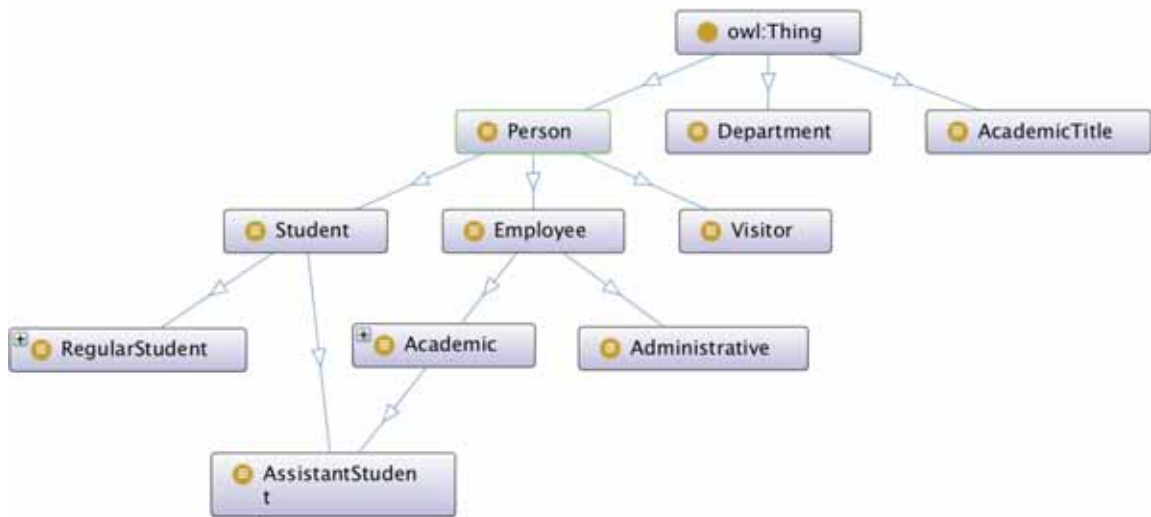 owl:Thing
Person
Department
AcademicTitle
Student
Employee
Visitor
RegularStudent
Academic
Administrative
AssistantStuden
t